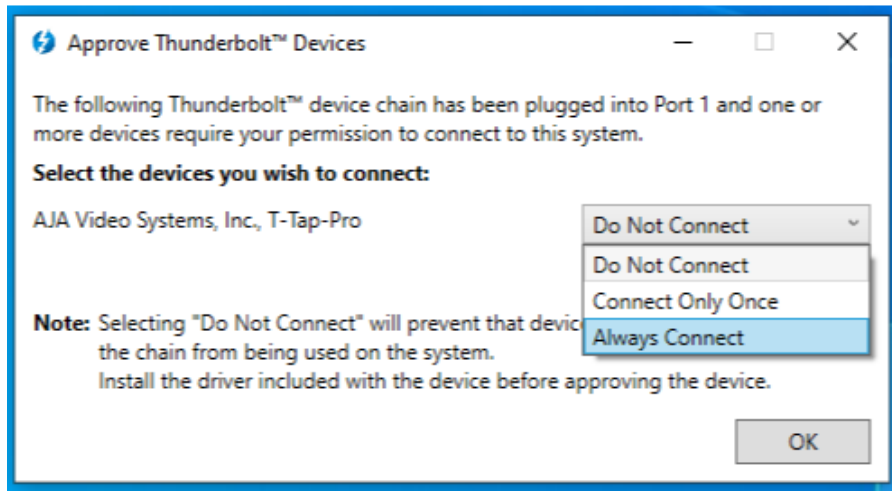 Approve Thunderbolt™ Devices
The following Thunderbolt™ device chain has been plugged into Port 1 and one or
more devices require your permission to connect to this system.
Select the devices you wish to connect:
AJA Video Systems, Inc., T-Tap-Pro
Do Not Connect
Do Not Connect
Connect Only Once
Always Connect
Note: Selecting "Do Not Connect" will prevent that
the chain from being used on the system.
Install the driver included with the device before approving the device.
OK